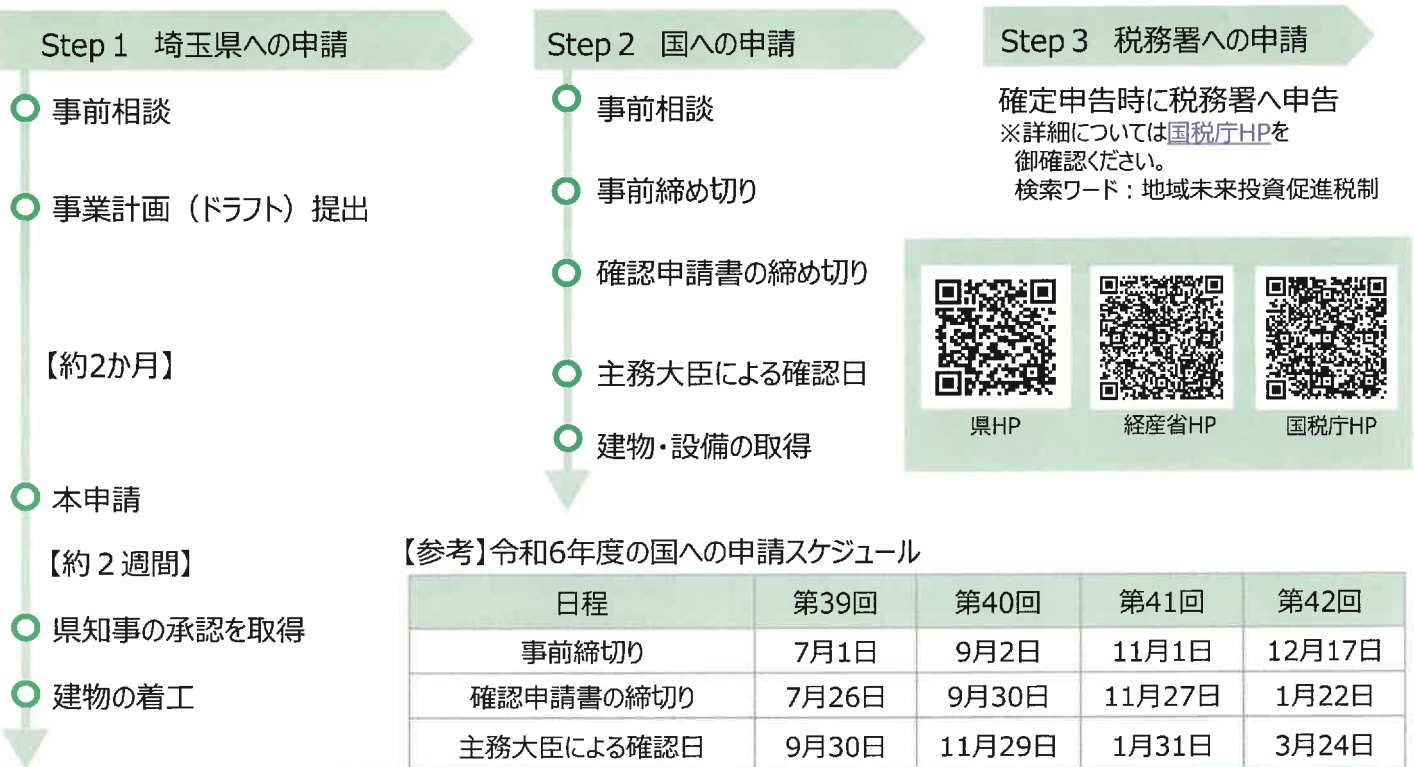 Step 1 埼玉県への申請
事前相談
事業計画（ドラフト）提出
【約2か月】
本申請
【約２週間】
県知事の承認を取得
建物の着工
Step 2 国への申請
事前相談
事前締め切り
確認申請書の締め切り
主務大臣による確認日
建物・設備の取得
Step 3 税務署への申請
確定申告時に税務署へ申告
※詳細については国税庁HPを
御確認ください。
検索ワード：地域未来投資促進税制
県HP 経産省HP 国税庁HP
【参考】令和6年度の国への申請スケジュール
日程 第39回 第40回 第41回 第42回
事前締切り 7月1日 9月2日 11月1日 12月17日
確認申請書の締切り 7月26日 9月30日 11月27日 1月22日
主務大臣による確認日 9月30日 11月29日 1月31日 3月24日